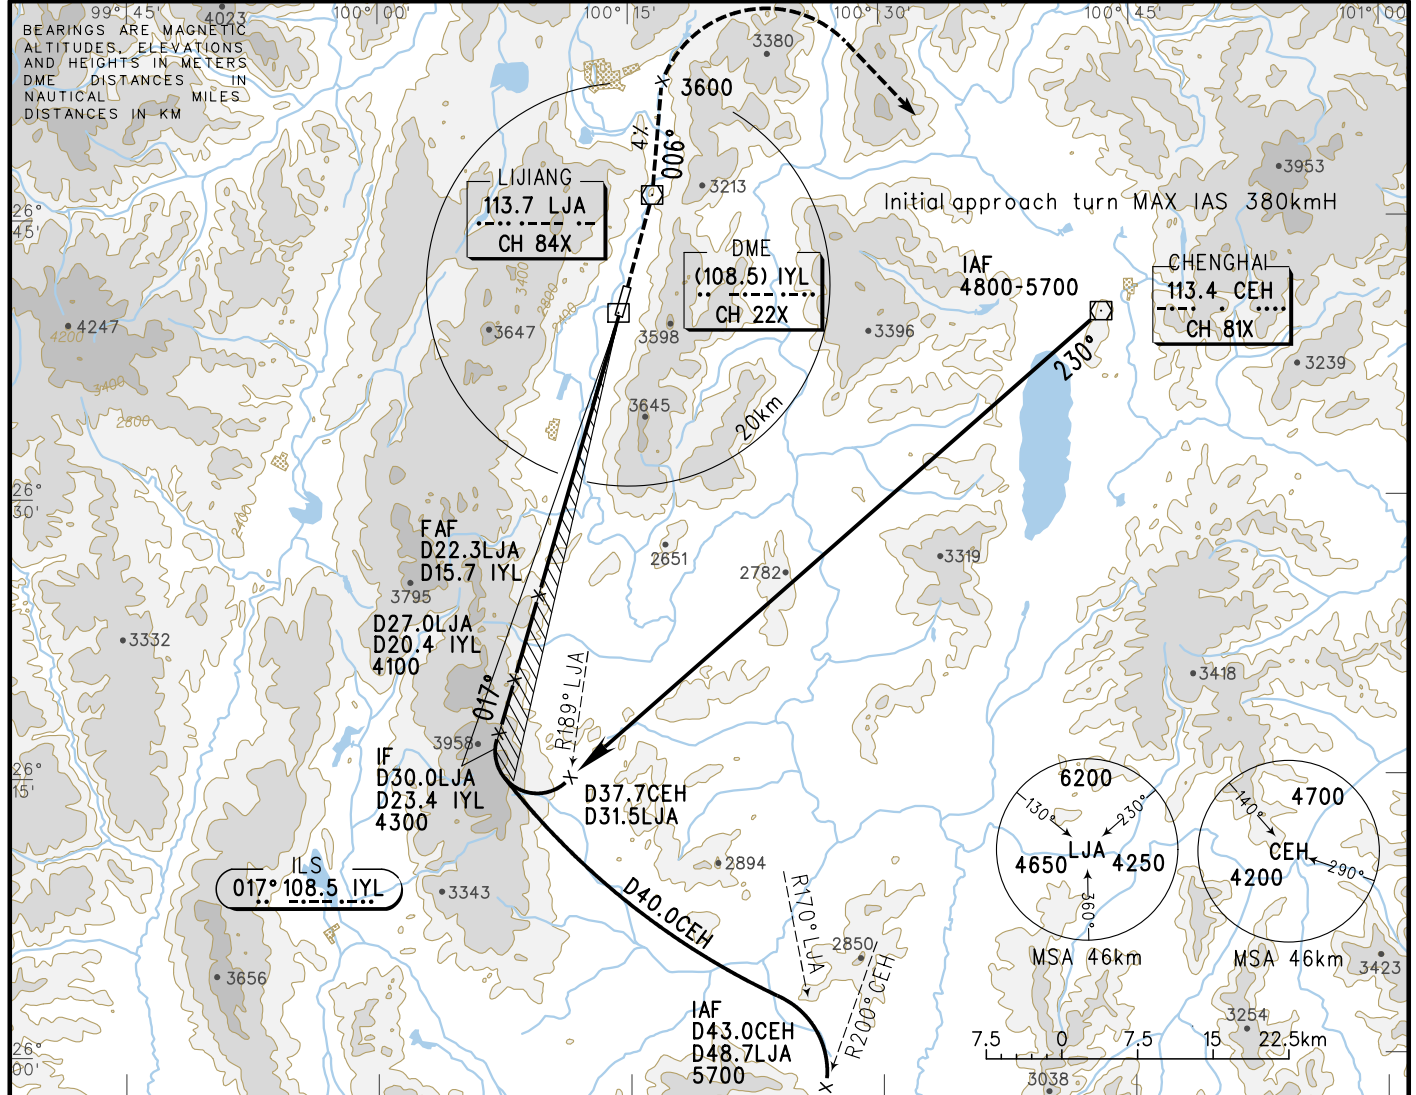 99° 45'
100° 00'
100° 15'
100° 30'
100° 45'
101° 00'
4023
BEARINGS ARE MAGNETIC
ALTITUDES, ELEVATIONS
AND HEIGHTS IN METERS
DME DISTANCES IN
NAUTICAL MILES
DISTANCES IN KM
3380
3600
4%
006°
3953
3213
LIJIANG
113.7 LJA
CH 84X
Initial approach turn MAX IAS 380kmH
26°
45'
DME
(108.5) IYL
CH 22X
IAF
4800-5700
CHENGHAI
113.4 CEH
CH 81X
3400
2800
2400
4247
4200
3647
3598
3396
230°
3239
3400
2800
3645
20km
26°
30'
2400
FAF
D22.3LJA
D15.7 IYL
3795
2651
2782
3319
D27.0LJA
D20.4 IYL
4100
3332
017°
R189° LJA
3418
3958
IF
D30.0LJA
D23.4 IYL
4300
26°
15'
D37.7CEH
D31.5LJA
6200
130°
230°
LJA
4650
4250
360°
MSA 46km
4700
140°
CEH
290°
4200
MSA 46km
ILS
017° 108.5 IYL
3343
2894
D40.0CEH
R170° LJA
2850
R200° CEH
3656
3423
3254
IAF
D43.0CEH
D48.7LJA
5700
7.5 0 7.5 15 22.5km
26°
00'
3038